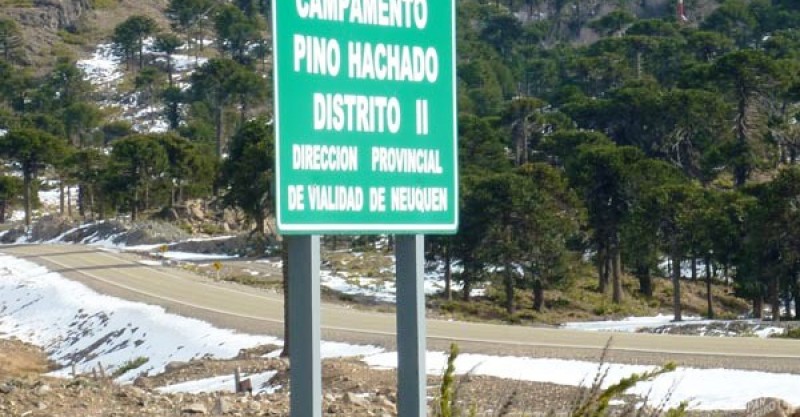 CAMPAMENTO
PINO HACHADO
DISTRITO II
DIRECCION PROVINCIAL
DE VIALIDAD DE NEUQUEN